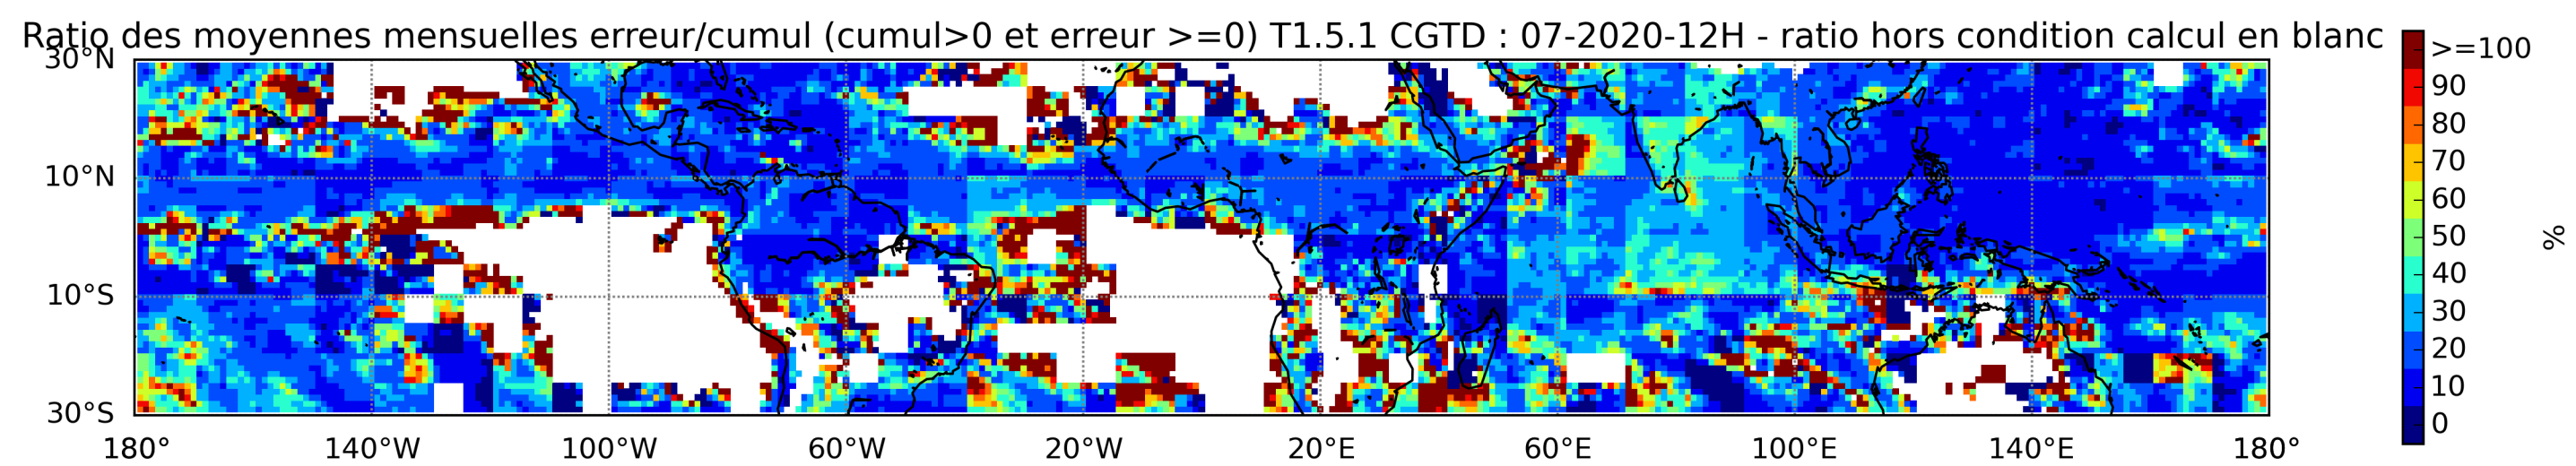 Ratio des moyennes mensuelles erreur/cumul (cumul>0 et erreur >=0) T1.5.1 CGTD : 07-2020-12H - ratio hors condition calcul en blanc
30°N
10°N
10°S
30°S
180° 140°W 100°W 60°W 20°W 20°E 60°E 100°E 140°E 180°
>=100
90
80
70
60
50
40
30
20
10
0
%